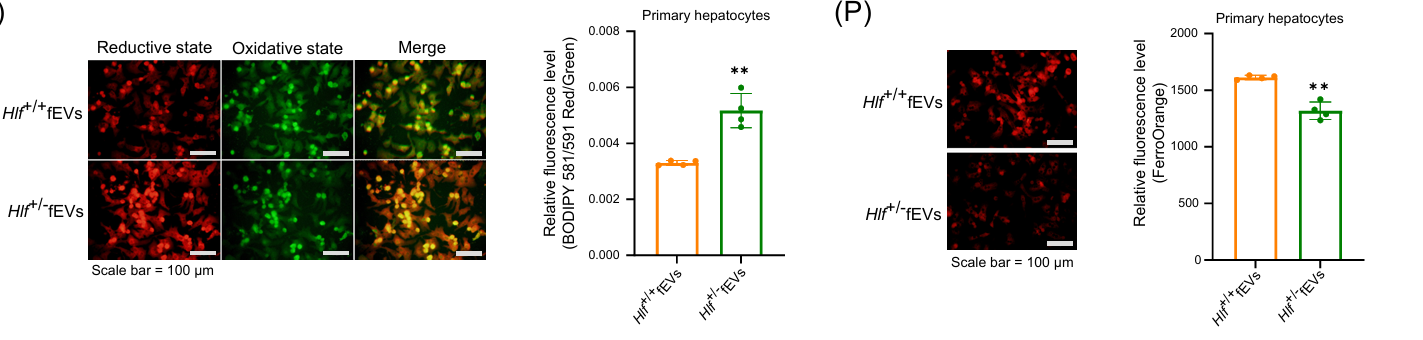 )
Reductive state Oxidative state Merge
Hlf+/+fEVs
Hlf+/-fEVs
Scale bar = 100 μm
Primary hepatocytes
Relative fluorescence level
(BODIPY 581/591 Red/Green)
0.008
0.006
0.004
0.002
0.000
**
Hlf+/+fEVs
Hlf+/-fEVs
(P)
Hlf+/+fEVs
Hlf+/-fEVs
Scale bar = 100 μm
Primary hepatocytes
Relative fluorescence level
(FerroOrange)
2000
1500
1000
500
0
**
Hlf+/+fEVs
Hlf+/-fEVs